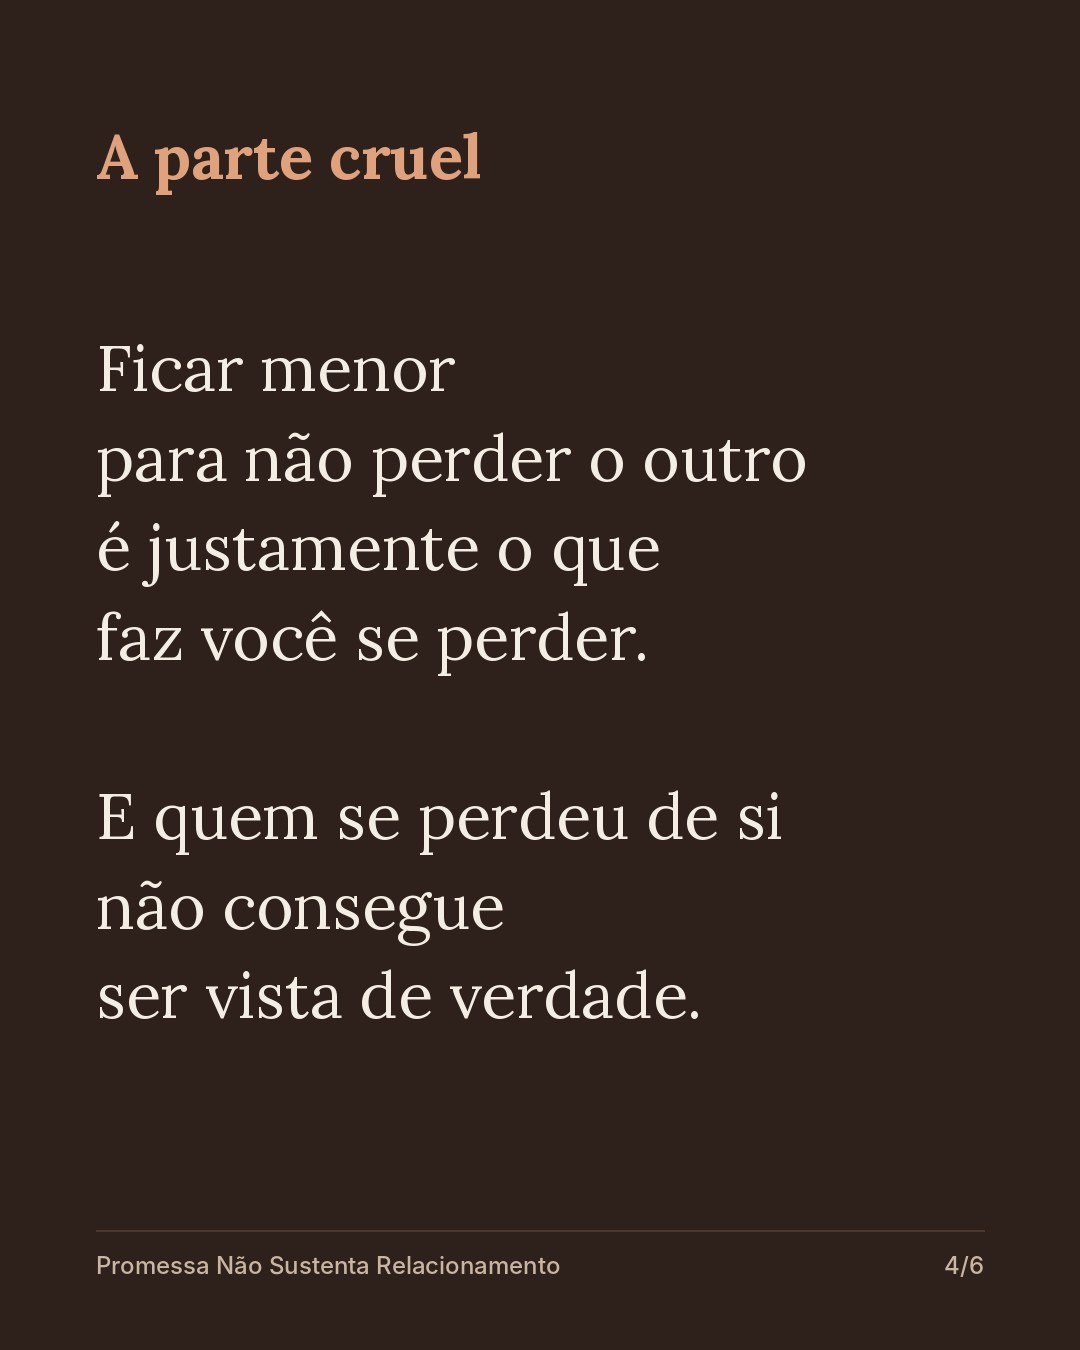 A parte cruel
Ficar menor
para não perder o outro
é justamente o que
faz você se perder.
E quem se perdeu de si
não consegue
ser vista de verdade.
Promessa Não Sustenta Relacionamento
4/6